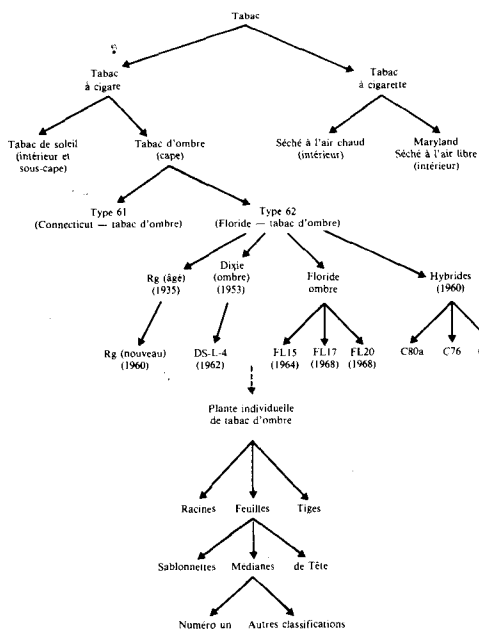 Tabac
Tabac
à cigare
Tabac
à cigarette
Tabac de soleil
(intérieur et
sous-cape)
Tabac d'ombre
(cape)
Séché à l'air chaud
(intérieur)
Maryland
Séché à l'air libre
(intérieur)
Type 61
(Connecticut — tabac d'ombre)
Type 62
(Floride — tabac d'ombre)
Rg (âgé)
(1935)
Dixie
(ombre)
(1953)
Floride
ombre
Hybrides
(1960)
Rg (nouveau)
(1960)
DS-L-4
(1962)
FL15
(1964)
FL17
(1968)
FL20
(1968)
C80a
C76
Plante individuelle
de tabac d'ombre
Racines
Feuilles
Tiges
Sablonnettes
Médianes
de Tête
Numéro un
Autres classifications